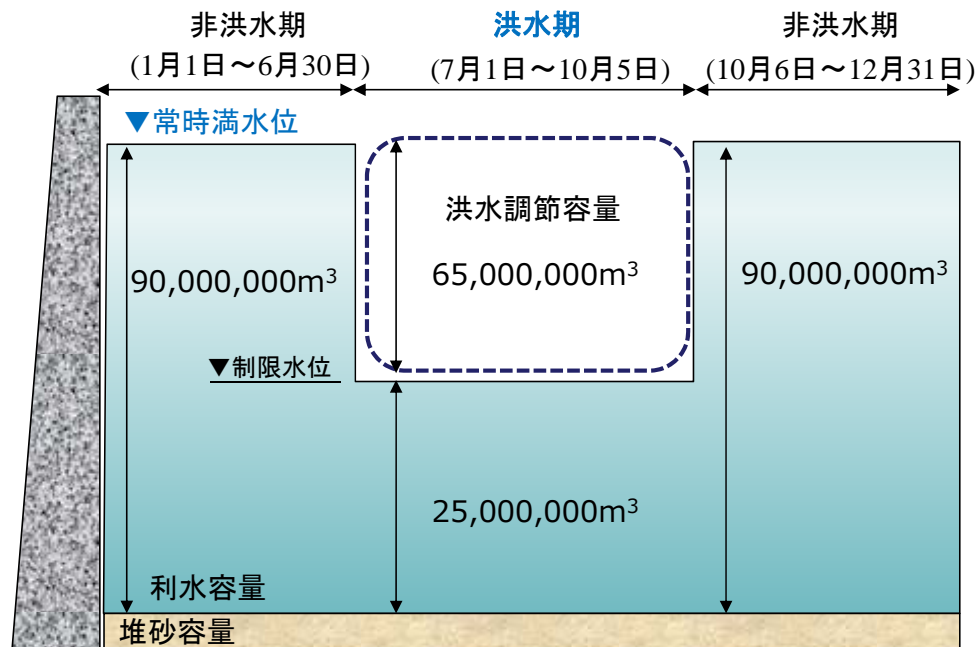 非洪水期
(1月1日～6月30日)
洪水期
(7月1日～10月5日)
非洪水期
(10月6日～12月31日)
▼常時満水位
洪水調節容量
90,000,000m³
65,000,000m³
90,000,000m³
▼制限水位
25,000,000m³
利水容量
堆砂容量